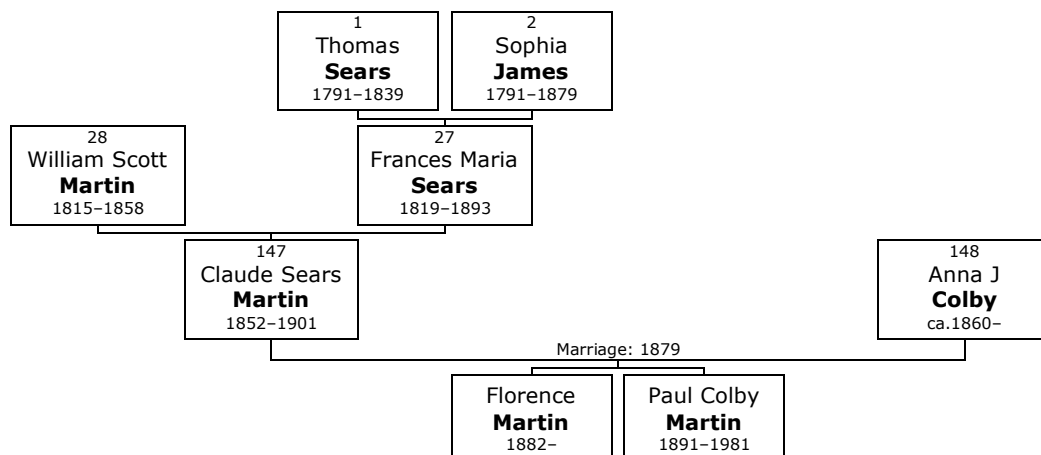 1
Thomas
Sears
1791–1839
2
Sophia
James
1791–1879
28
William Scott
Martin
1815–1858
27
Frances Maria
Sears
1819–1893
147
Claude Sears
Martin
1852–1901
148
Anna J
Colby
ca.1860–
Marriage: 1879
Florence
Martin
1882–
Paul Colby
Martin
1891–1981